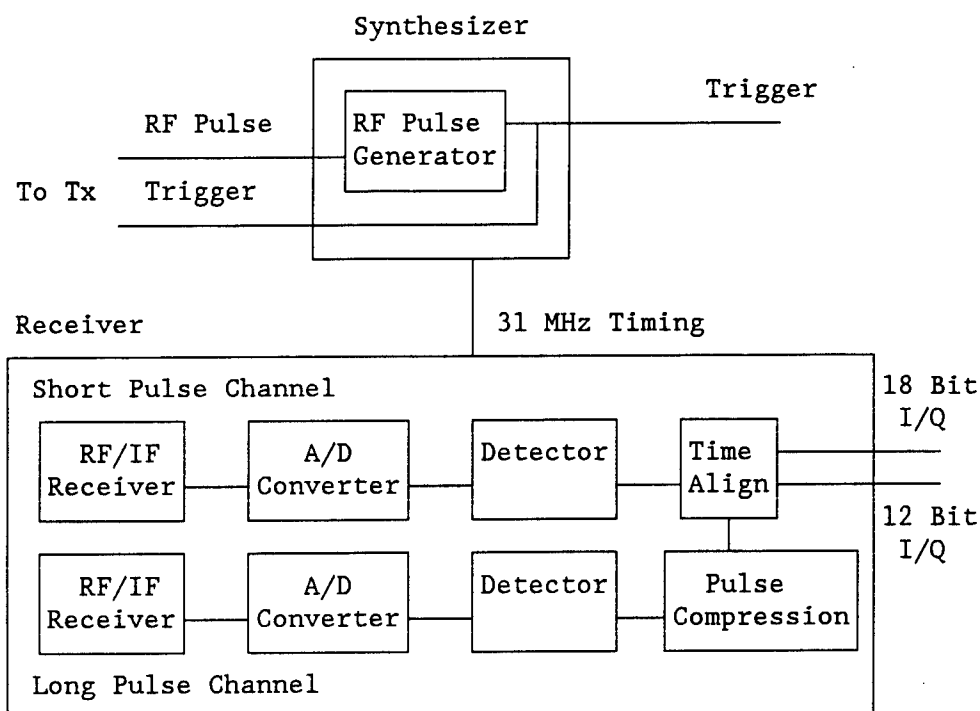 Synthesizer
Trigger
RF Pulse
RF Pulse
Generator
To Tx
Trigger
Receiver
31 MHz Timing
Short Pulse Channel
18 Bit
I/Q
RF/IF
Receiver
A/D
Converter
Detector
Time
Align
12 Bit
I/Q
RF/IF
Receiver
A/D
Converter
Detector
Pulse
Compression
Long Pulse Channel